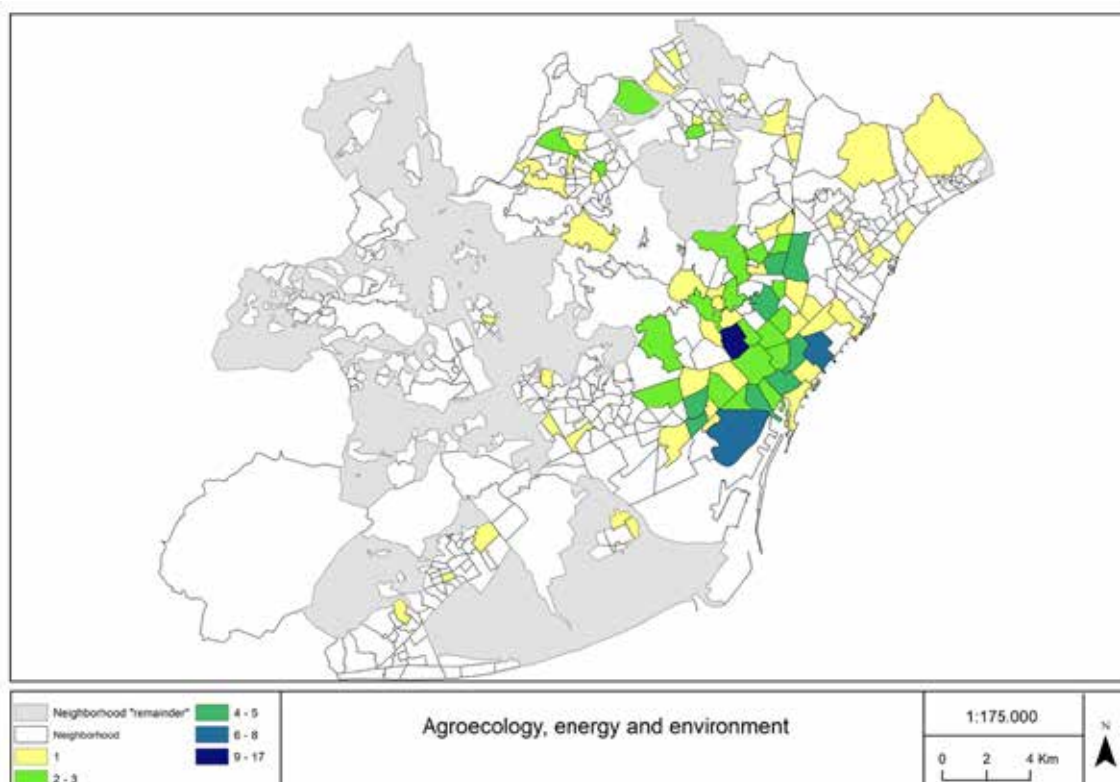 Neighborhood "remainder"
Neighborhood
1
2 - 3
4 - 5
6 - 8
9 - 17
Agroecology, energy and environment
1:175.000
0 2 4 Km
N